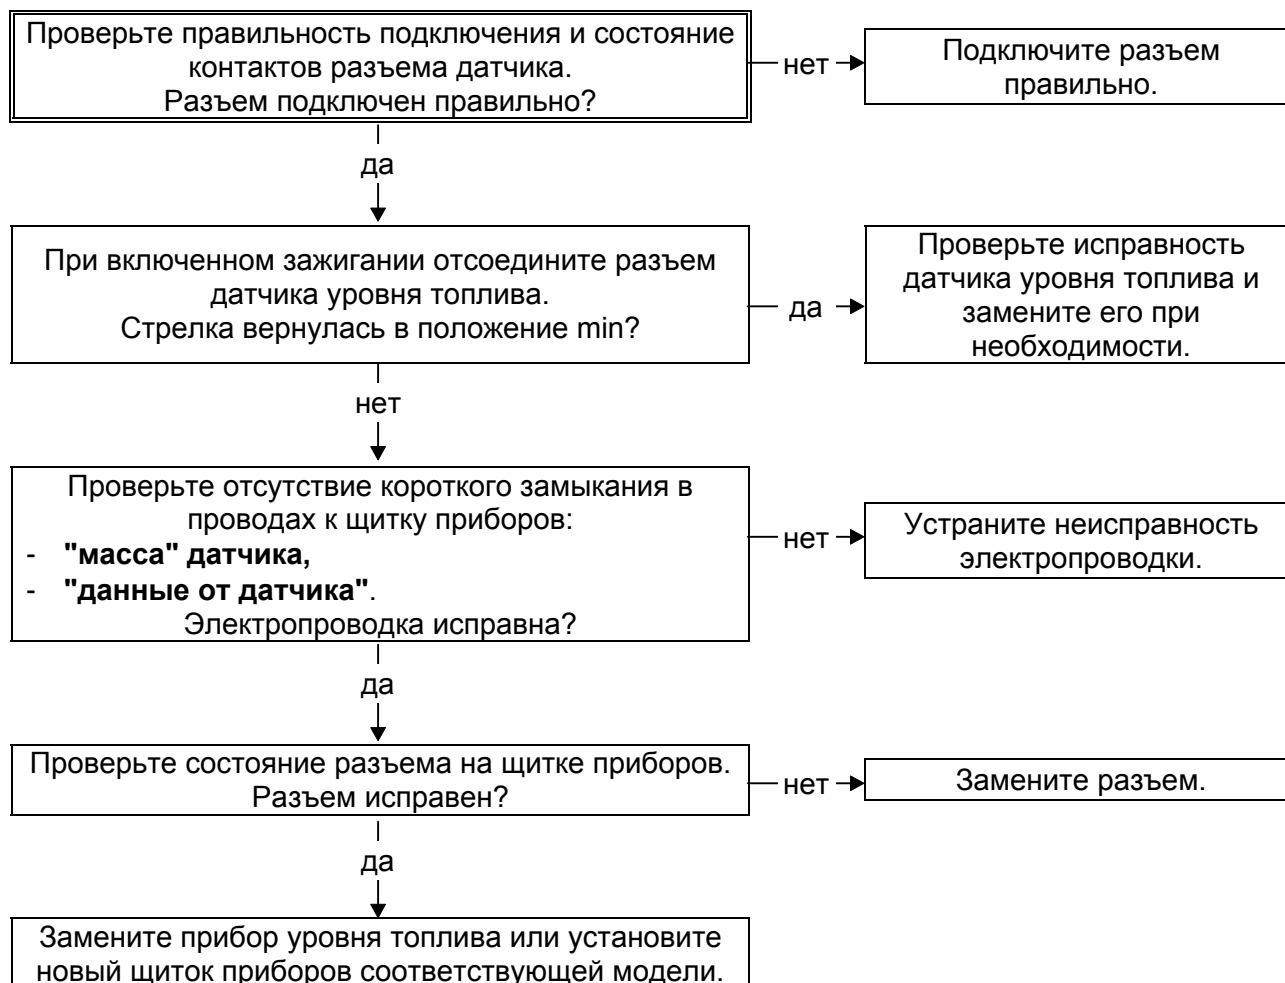 Проверьте правильность подключения и состояние
контактов разъема датчика.
Разъем подключен правильно?
нет
Подключите разъем
правильно.
да
При включенном зажигании отсоедините разъем
датчика уровня топлива.
Стрелка вернулась в положение min?
да
Проверьте исправность
датчика уровня топлива и
замените его при
необходимости.
нет
Проверьте отсутствие короткого замыкания в
проводах к щитку приборов:
- "масса" датчика,
- "данные от датчика".
Электропроводка исправна?
нет
Устраните неисправность
электропроводки.
да
Проверьте состояние разъема на щитке приборов.
Разъем исправен?
нет
Замените разъем.
да
Замените прибор уровня топлива или установите
новый щиток приборов соответствующей модели.